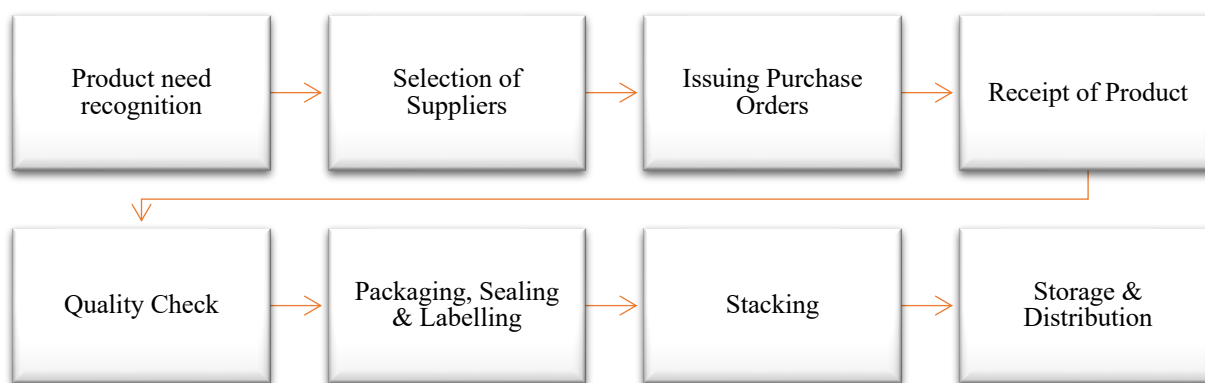 Product need
recognition
Selection of
Suppliers
Issuing Purchase
Orders
Receipt of Product
Quality Check
Packaging, Sealing
& Labelling
Stacking
Storage &
Distribution